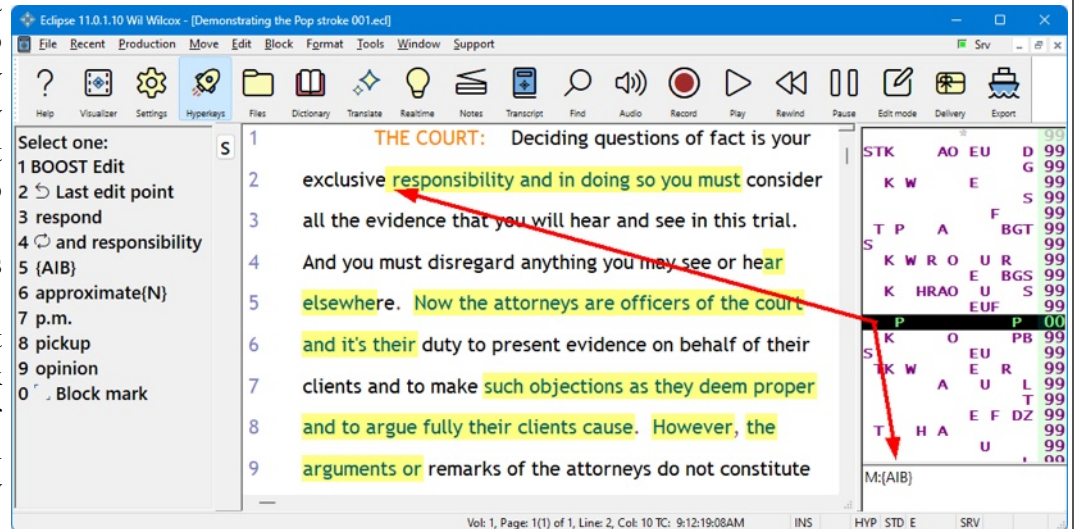 Eclipse 11.0.1.10 Wil Wilcox - [Demonstrating the Pop stroke 001.ecl]
File Recent Production Move Edit Block Format Tools Window Support Srv
Help Visualizer Settings Hyperkeys Files Dictionary Translate Realtime Notes Transcript Find Audio Record Play Rewind Pause Edit mode Delivery Export
Select one:
S
1 BOOST Edit
2 Last edit point
3 respond
4 and responsibility
5 {AIB}
6 approximate{N}
7 p.m.
8 pickup
9 opinion
0 Block mark
1 THE COURT: Deciding questions of fact is your
2 exclusive responsibility and in doing so you must consider
3 all the evidence that you will hear and see in this trial.
4 And you must disregard anything you may see or hear
5 elsewhere. Now the attorneys are officers of the court
6 and it's their duty to present evidence on behalf of their
7 clients and to make such objections as they deem proper
8 and to argue fully their clients cause. However, the
9 arguments or remarks of the attorneys do not constitute
* 99
STK AO EU D 99
G 99
K W E 99
S 99
F 99
T P A BGT 99
S 99
K W R O U R 99
E BGS 99
K HRAO U S 99
EUF 99
P P 00
K O PB 99
S EU 99
TK W E R 99
A U L 99
T 99
E F DZ 99
T H A 99
U 99
M:{AIB}
Vol: 1, Page: 1(1) of 1, Line: 2, Col: 10 TC: 9:12:19:08AM INS HYP STD E SRV